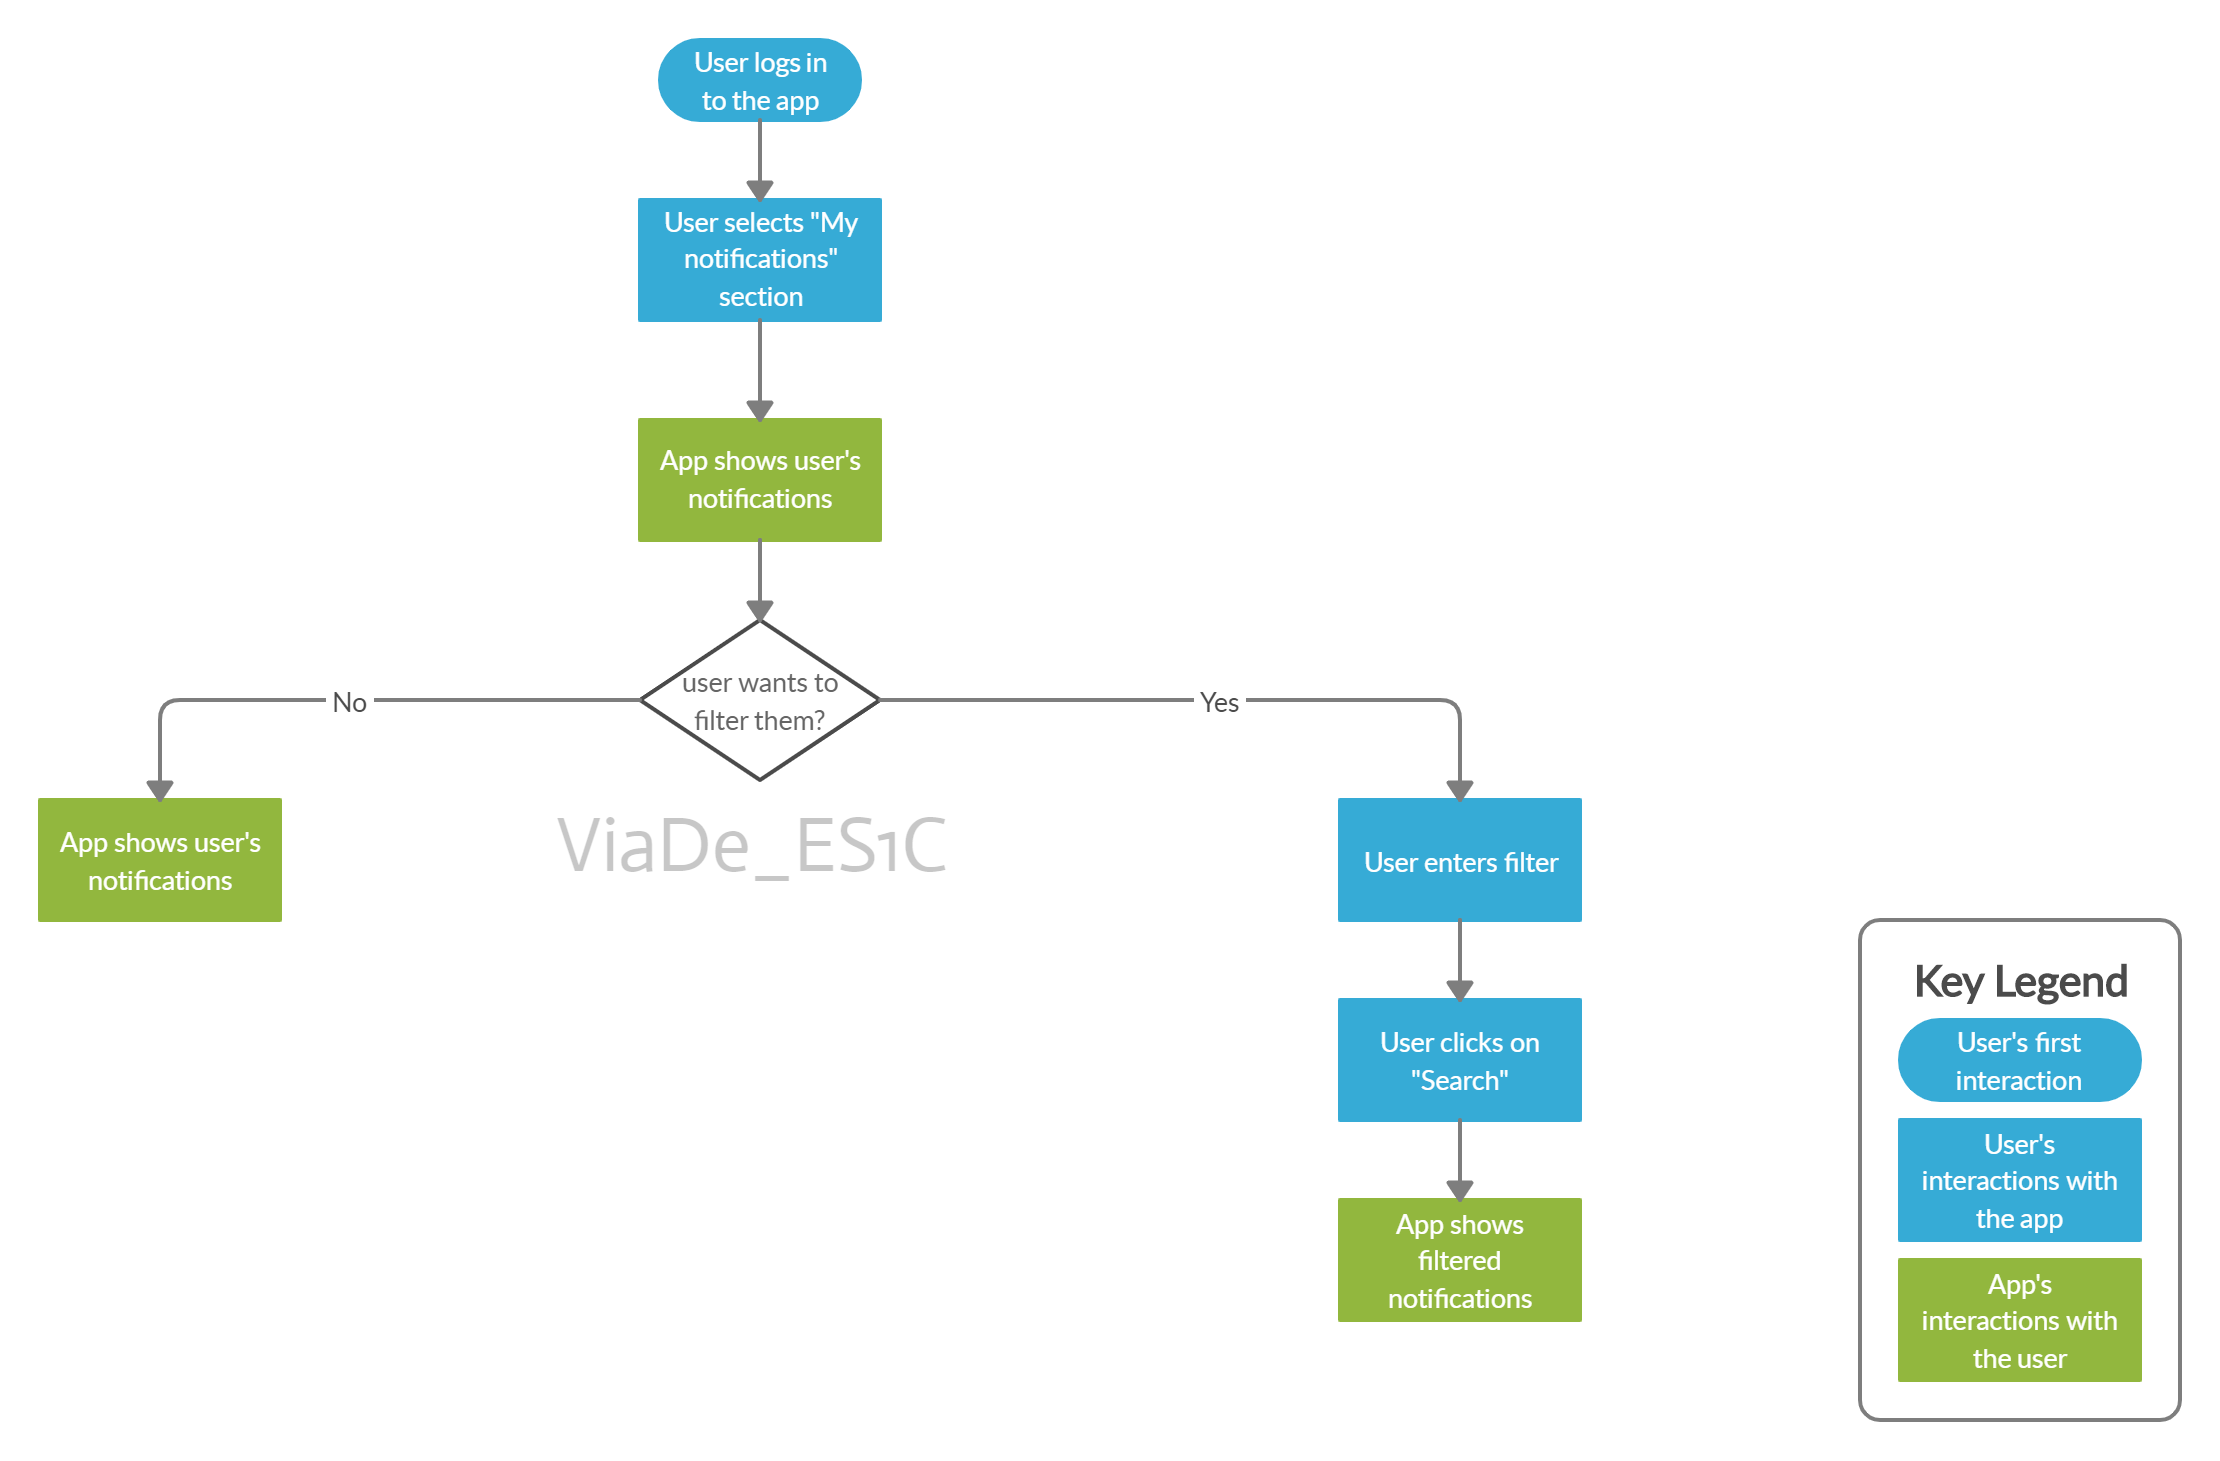 User logs in
to the app
User selects "My
notifications"
section
App shows user's
notifications
user wants to
filter them?
No
Yes
App shows user's
notifications
ViaDe_ES1C
User enters filter
User clicks on
"Search"
App shows
filtered
notifications
Key Legend
User's first
interaction
User's
interactions with
the app
App's
interactions with
the user